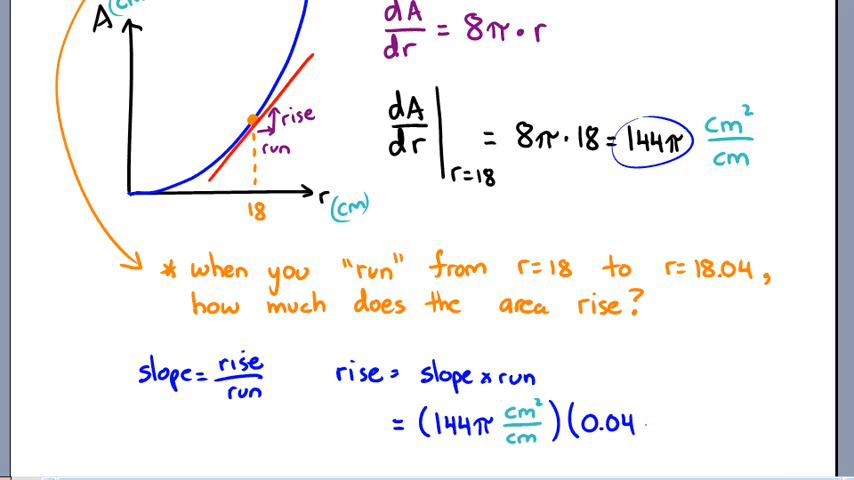 A (cm
dA/dr = 8π · r
rise
run
18
r (cm)
dA/dr |r=18 = 8π · 18 = 144π cm²/cm
* when you "run" from r=18 to r=18.04,
how much does the area rise?
slope = rise/run
rise = slope × run
= (144π cm²/cm)(0.04